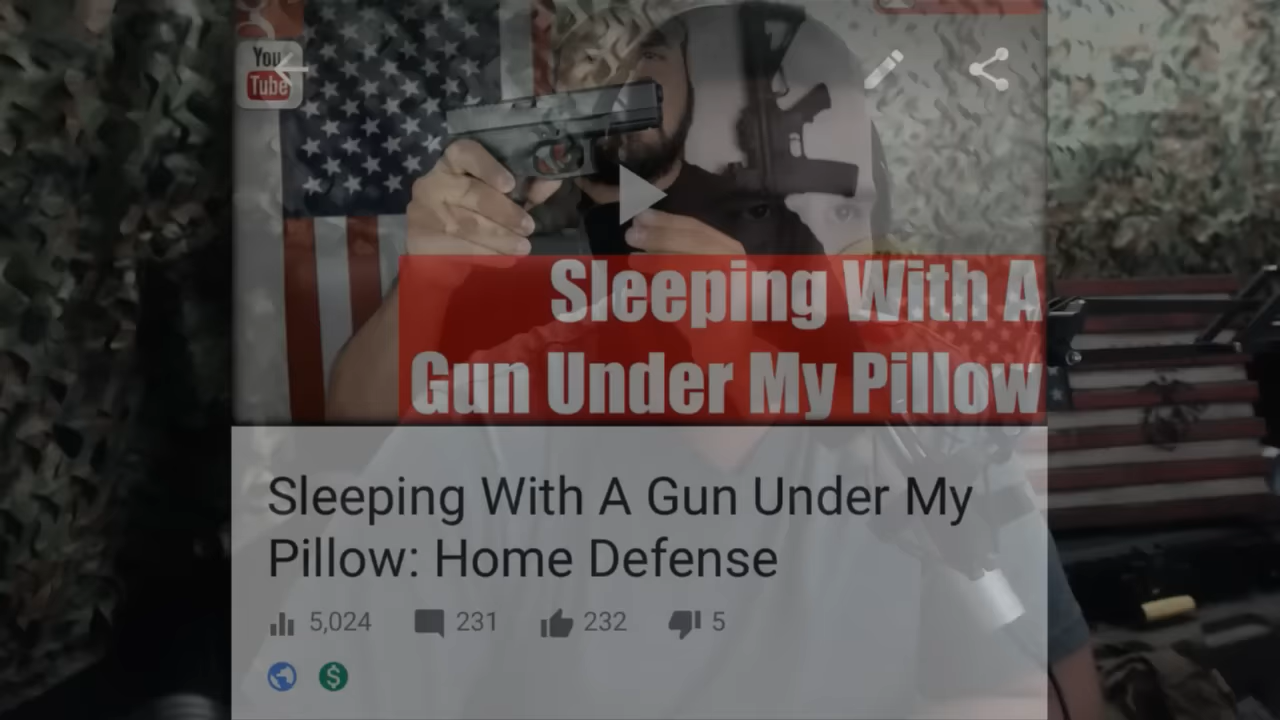 You
Tube
Sleeping With A
Gun Under My Pillow
Sleeping With A Gun Under My
Pillow: Home Defense
5,024 231 232 5